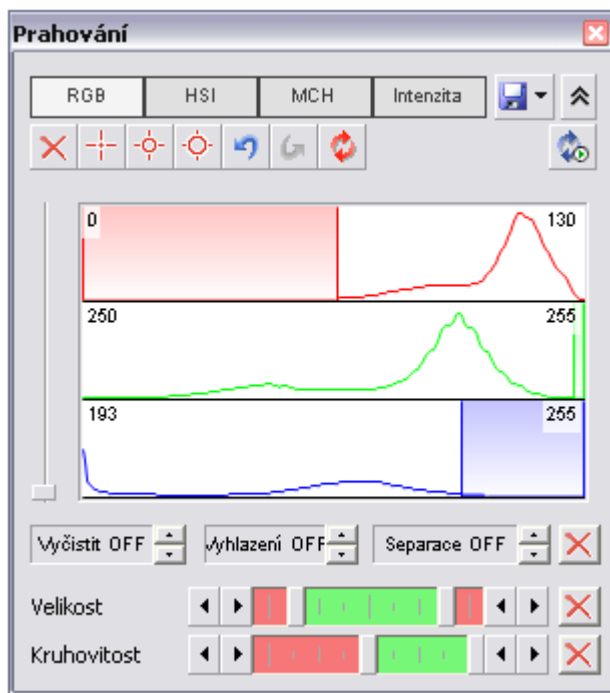 Prahování
RGB HSI MCH Intenzita
0 130
250 255
193 255
Vyčistit OFF Vyhlazení OFF Separace OFF
Velikost
Kruhovitost